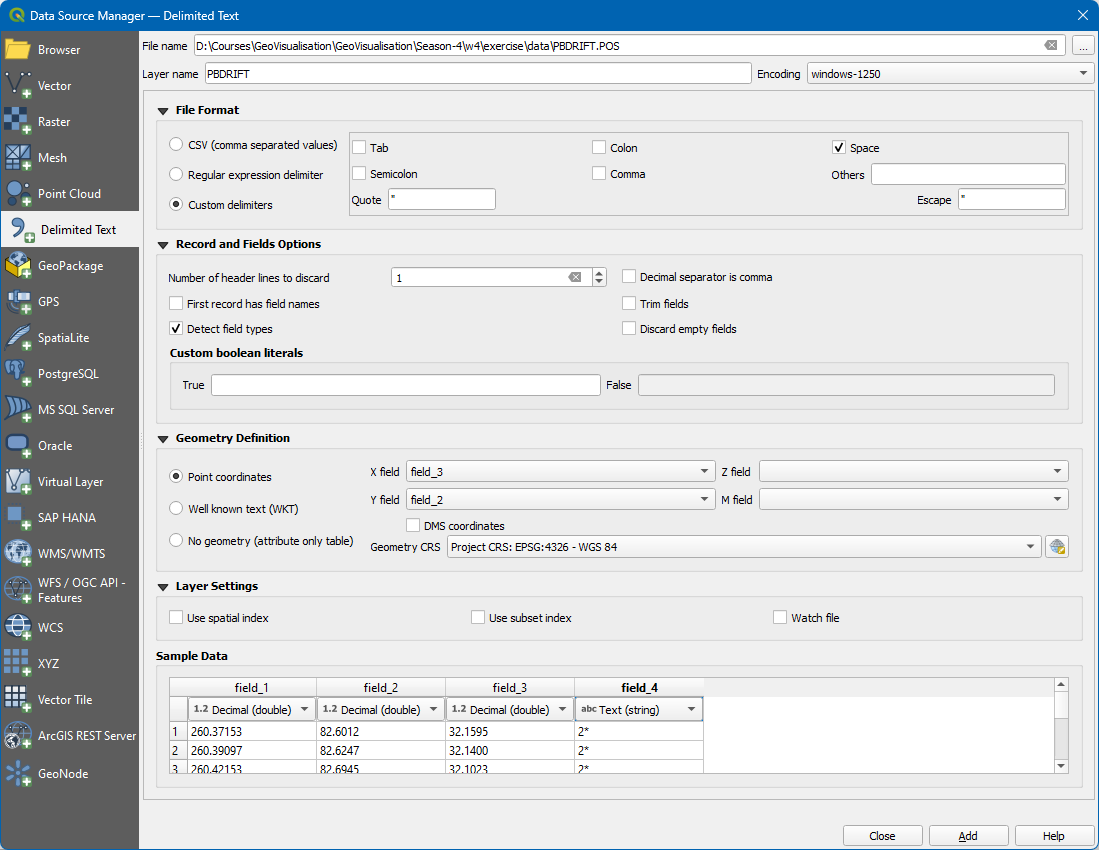 Data Source Manager — Delimited Text
Browser
Vector
Raster
Mesh
Point Cloud
Delimited Text
GeoPackage
GPS
SpatiaLite
PostgreSQL
MS SQL Server
Oracle
Virtual Layer
SAP HANA
WMS/WMTS
WFS / OGC API -
Features
WCS
XYZ
Vector Tile
ArcGIS REST Server
GeoNode
File name D:\Courses\GeoVisualisation\GeoVisualisation\Season-4\w4\exercise\data\PBDRIFT.POS ...
Layer name PBDRIFT Encoding windows-1250
File Format
CSV (comma separated values)
Regular expression delimiter
Custom delimiters
Tab Colon Space
Semicolon Comma Others
Quote " Escape "
Record and Fields Options
Number of header lines to discard 1 Decimal separator is comma
First record has field names Trim fields
Detect field types Discard empty fields
Custom boolean literals
True False
Geometry Definition
Point coordinates
Well known text (WKT)
No geometry (attribute only table)
X field field_3 Z field
Y field field_2 M field
DMS coordinates
Geometry CRS Project CRS: EPSG:4326 - WGS 84
Layer Settings
Use spatial index Use subset index Watch file
Sample Data
field_1 field_2 field_3 field_4
1.2 Decimal (double) 1.2 Decimal (double) 1.2 Decimal (double) abc Text (string)
1 260.37153 82.6012 32.1595 2*
2 260.39097 82.6247 32.1400 2*
3 260.42153 82.6945 32.1023 2*
Close Add Help